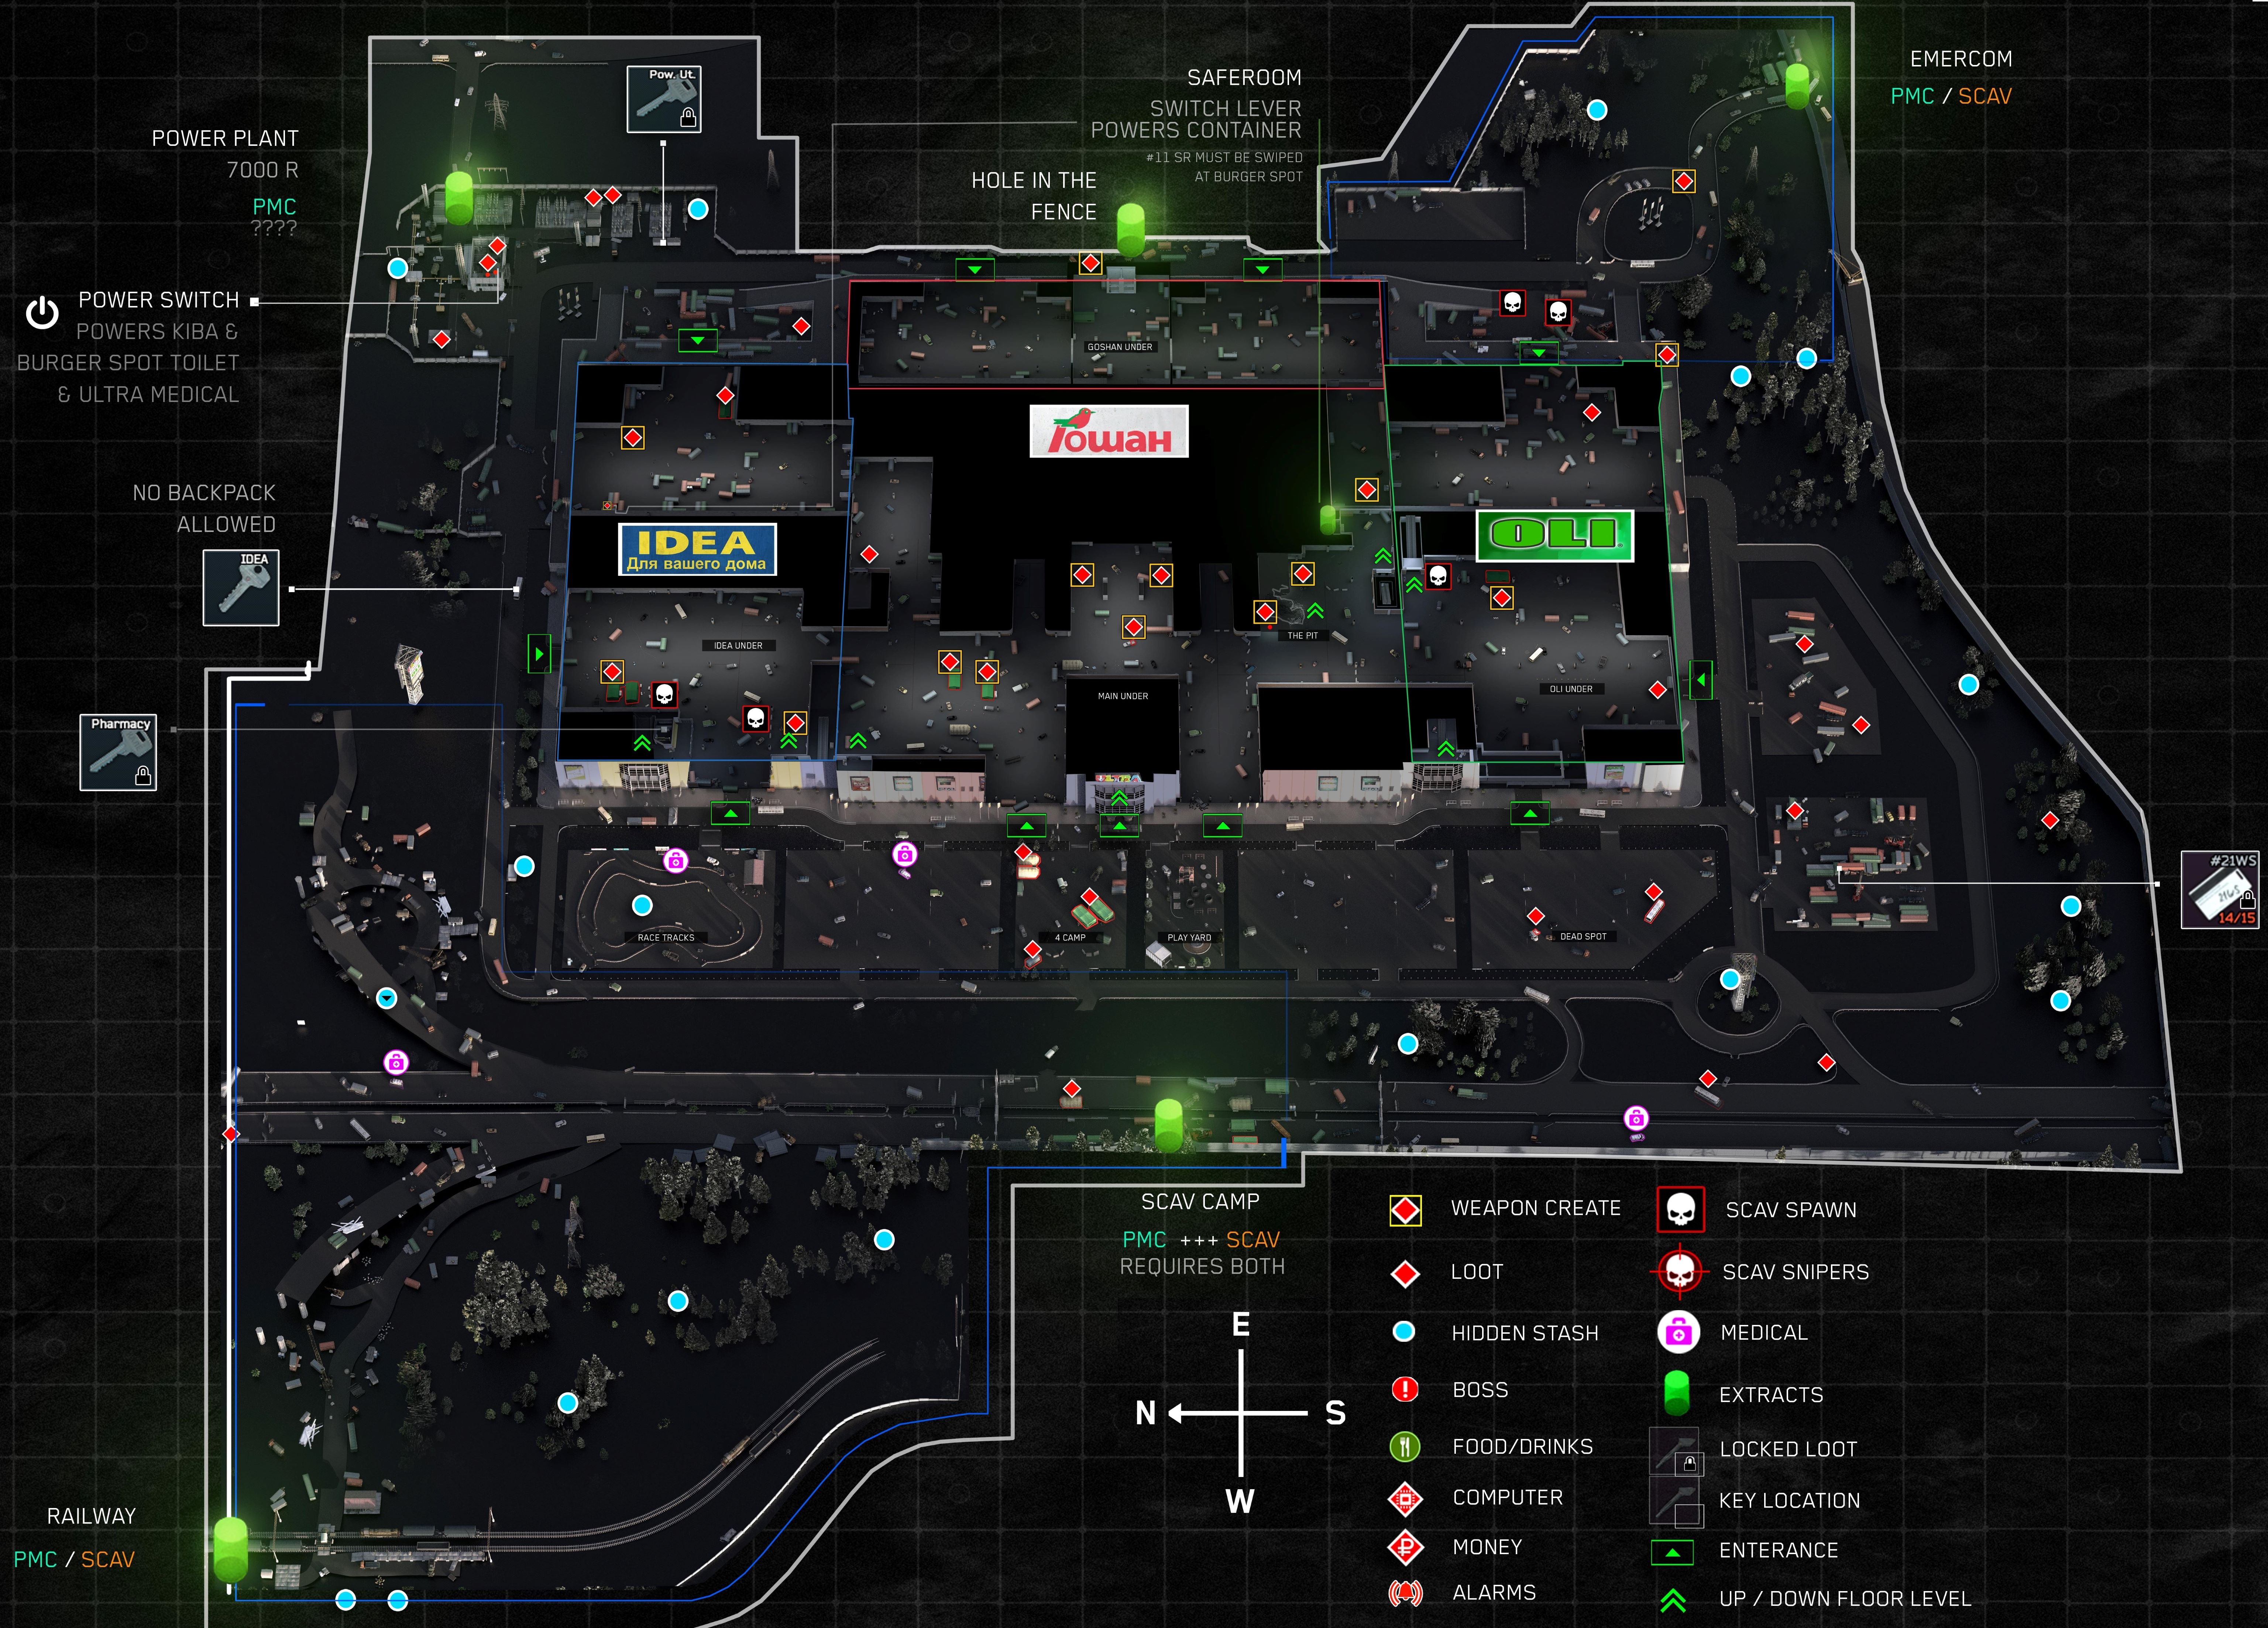 EMERCOM
PMC / SCAV
SAFEROOM
SWITCH LEVER
POWERS CONTAINER
#11 SR MUST BE SWIPED
AT BURGER SPOT
Pow. Ut.
POWER PLANT
7000 R
PMC
????
HOLE IN THE
FENCE
POWER SWITCH
POWERS KIBA &
BURGER SPOT TOILET
& ULTRA MEDICAL
GOSHAN UNDER
Гошан
NO BACKPACK
ALLOWED
IDEA
IDEA
Для вашего дома
OLI
IDEA UNDER
THE PIT
MAIN UNDER
OLI UNDER
Pharmacy
#21WS
14/15
RACE TRACKS
4 CAMP
PLAY YARD
DEAD SPOT
SCAV CAMP
PMC +++ SCAV
REQUIRES BOTH
E
N
S
W
WEAPON CREATE
LOOT
HIDDEN STASH
BOSS
FOOD/DRINKS
COMPUTER
MONEY
ALARMS
SCAV SPAWN
SCAV SNIPERS
MEDICAL
EXTRACTS
LOCKED LOOT
KEY LOCATION
ENTERANCE
UP / DOWN FLOOR LEVEL
RAILWAY
PMC / SCAV